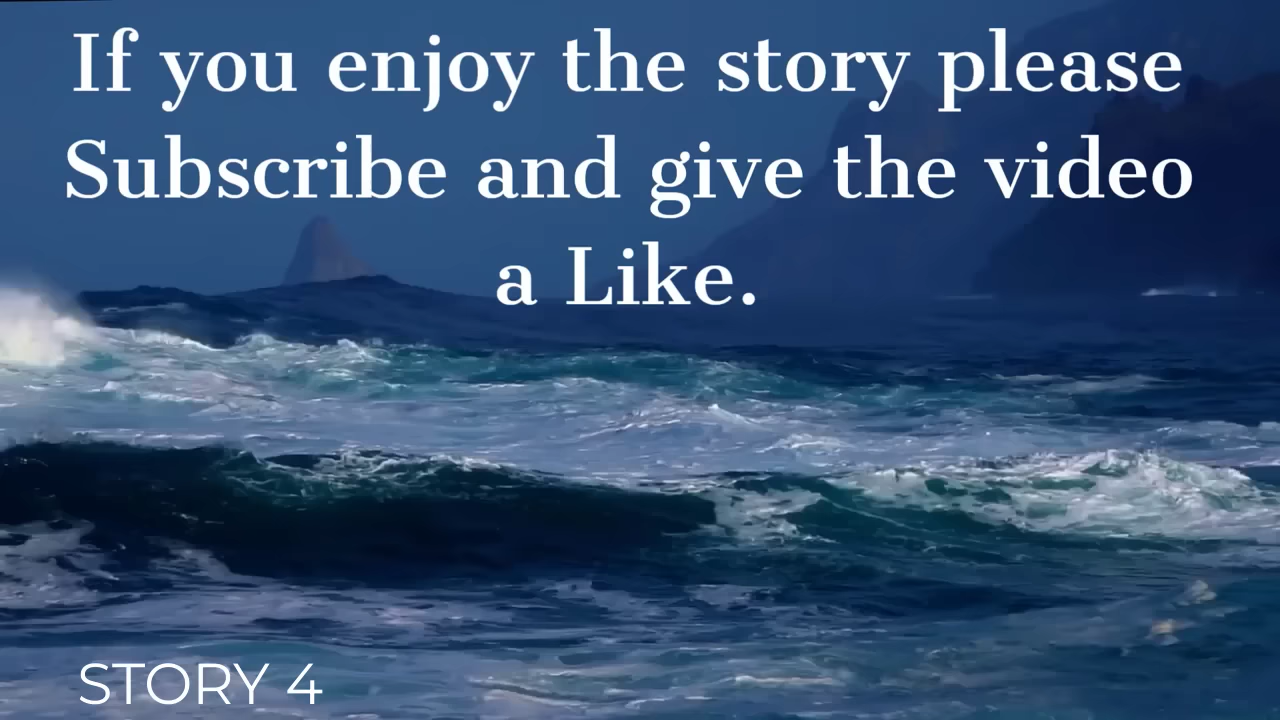 If you enjoy the story please
Subscribe and give the video
a Like.
STORY 4